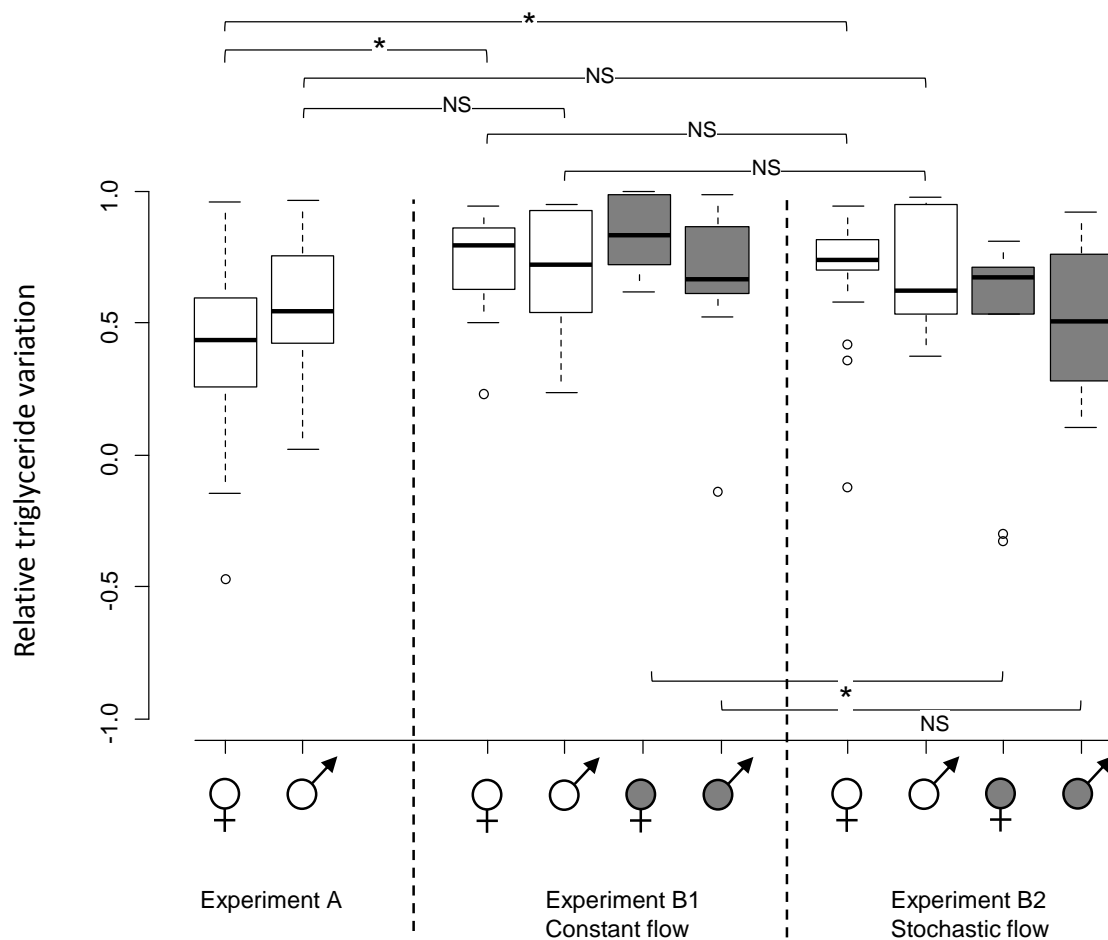 *
*
NS
NS
NS
NS
1.0
0.5
0.0
-0.5
-1.0
Relative triglyceride variation
*
NS
♀ ♂ ♀ ♂ ♀ ♂ ♀ ♂ ♀ ♂
Experiment A
Experiment B1
Constant flow
Experiment B2
Stochastic flow